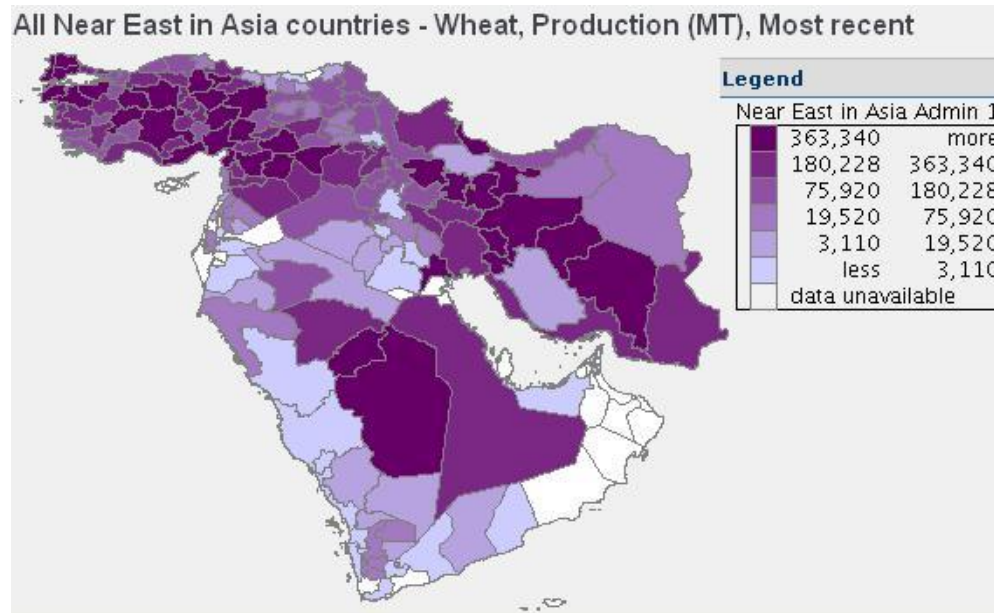 All Near East in Asia countries - Wheat, Production (MT), Most recent
Legend
Near East in Asia Admin 1
363,340 more
180,228 363,340
75,920 180,228
19,520 75,920
3,110 19,520
less 3,110
data unavailable